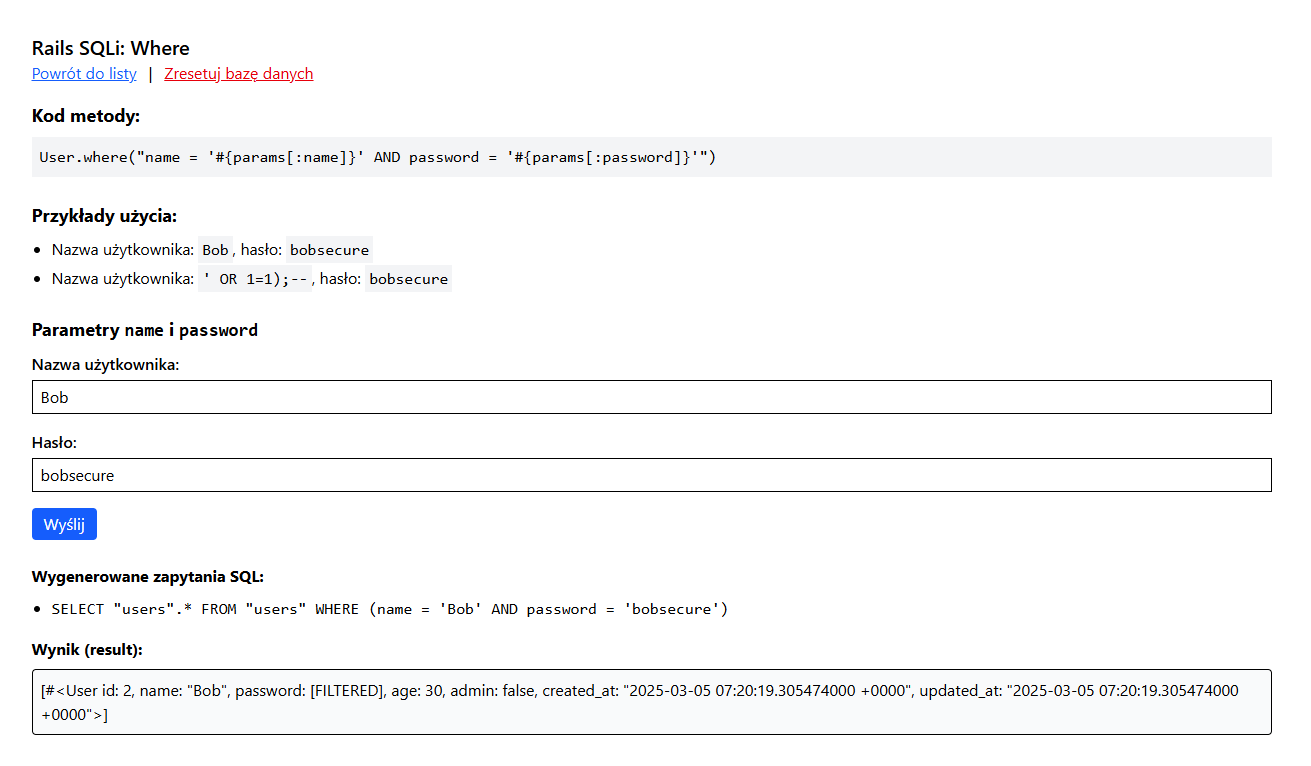 Rails SQLi: Where
Powrót do listy | Zresetuj bazę danych
Kod metody:
User.where("name = '#{params[:name]}' AND password = '#{params[:password]}'")
Przykłady użycia:
• Nazwa użytkownika: Bob, hasło: bobsecure
• Nazwa użytkownika: ' OR 1=1);--, hasło: bobsecure
Parametry name i password
Nazwa użytkownika:
Bob
Hasło:
bobsecure
Wyślij
Wygenerowane zapytania SQL:
• SELECT "users".* FROM "users" WHERE (name = 'Bob' AND password = 'bobsecure')
Wynik (result):
[#<User id: 2, name: "Bob", password: [FILTERED], age: 30, admin: false, created_at: "2025-03-05 07:20:19.305474000 +0000", updated_at: "2025-03-05 07:20:19.305474000
+0000">]